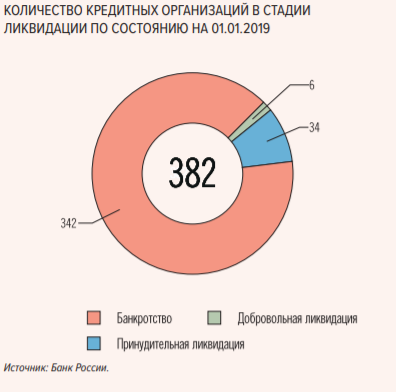 КОЛИЧЕСТВО КРЕДИТНЫХ ОРГАНИЗАЦИЙ В СТАДИИ
ЛИКВИДАЦИИ ПО СОСТОЯНИЮ НА 01.01.2019
6
34
382
342
Банкротство
Добровольная ликвидация
Принудительная ликвидация
Источник: Банк России.